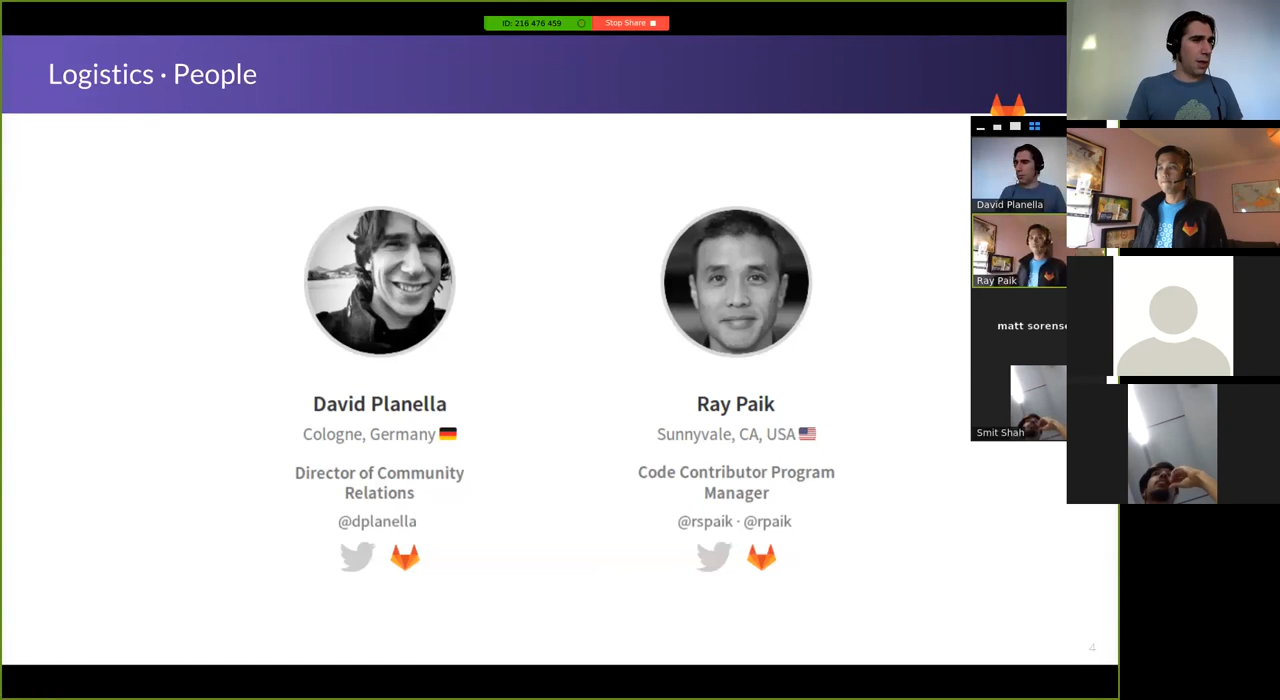 ID: 216 476 459
Stop Share
Logistics · People
David Planella
Cologne, Germany
Director of Community
Relations
@dplanella
Ray Paik
Sunnyvale, CA, USA
Code Contributor Program
Manager
@rspaik · @rpaik
David Planella
Ray Paik
matt sorense
Smit Shah
4